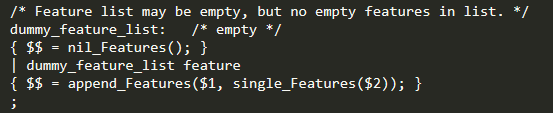 /* Feature list may be empty, but no empty features in list. */
dummy_feature_list:   /* empty */
{ $$ = nil_Features(); }
| dummy_feature_list feature
{ $$ = append_Features($1, single_Features($2)); }
;